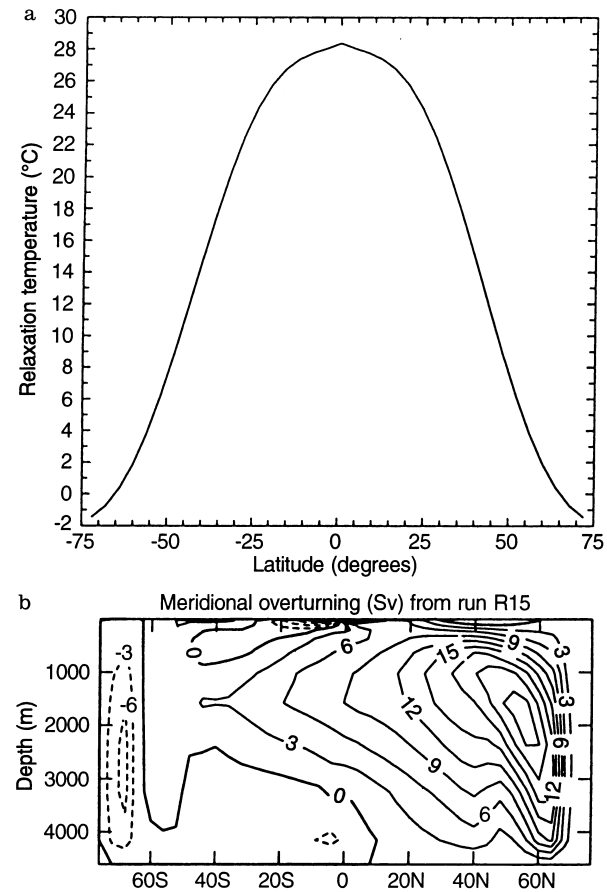 a
30
28
26
24
22
20
18
16
14
12
10
8
6
4
2
0
-2
Relaxation temperature (°C)
-75 -50 -25 0 25 50 75
Latitude (degrees)
b
Meridional overturning (Sv) from run R15
-3 0 6 15 9 3
1000
-6 12 3
2000
3 9 9
3000
0 6 12
4000
Depth (m)
60S 40S 20S 0 20N 40N 60N